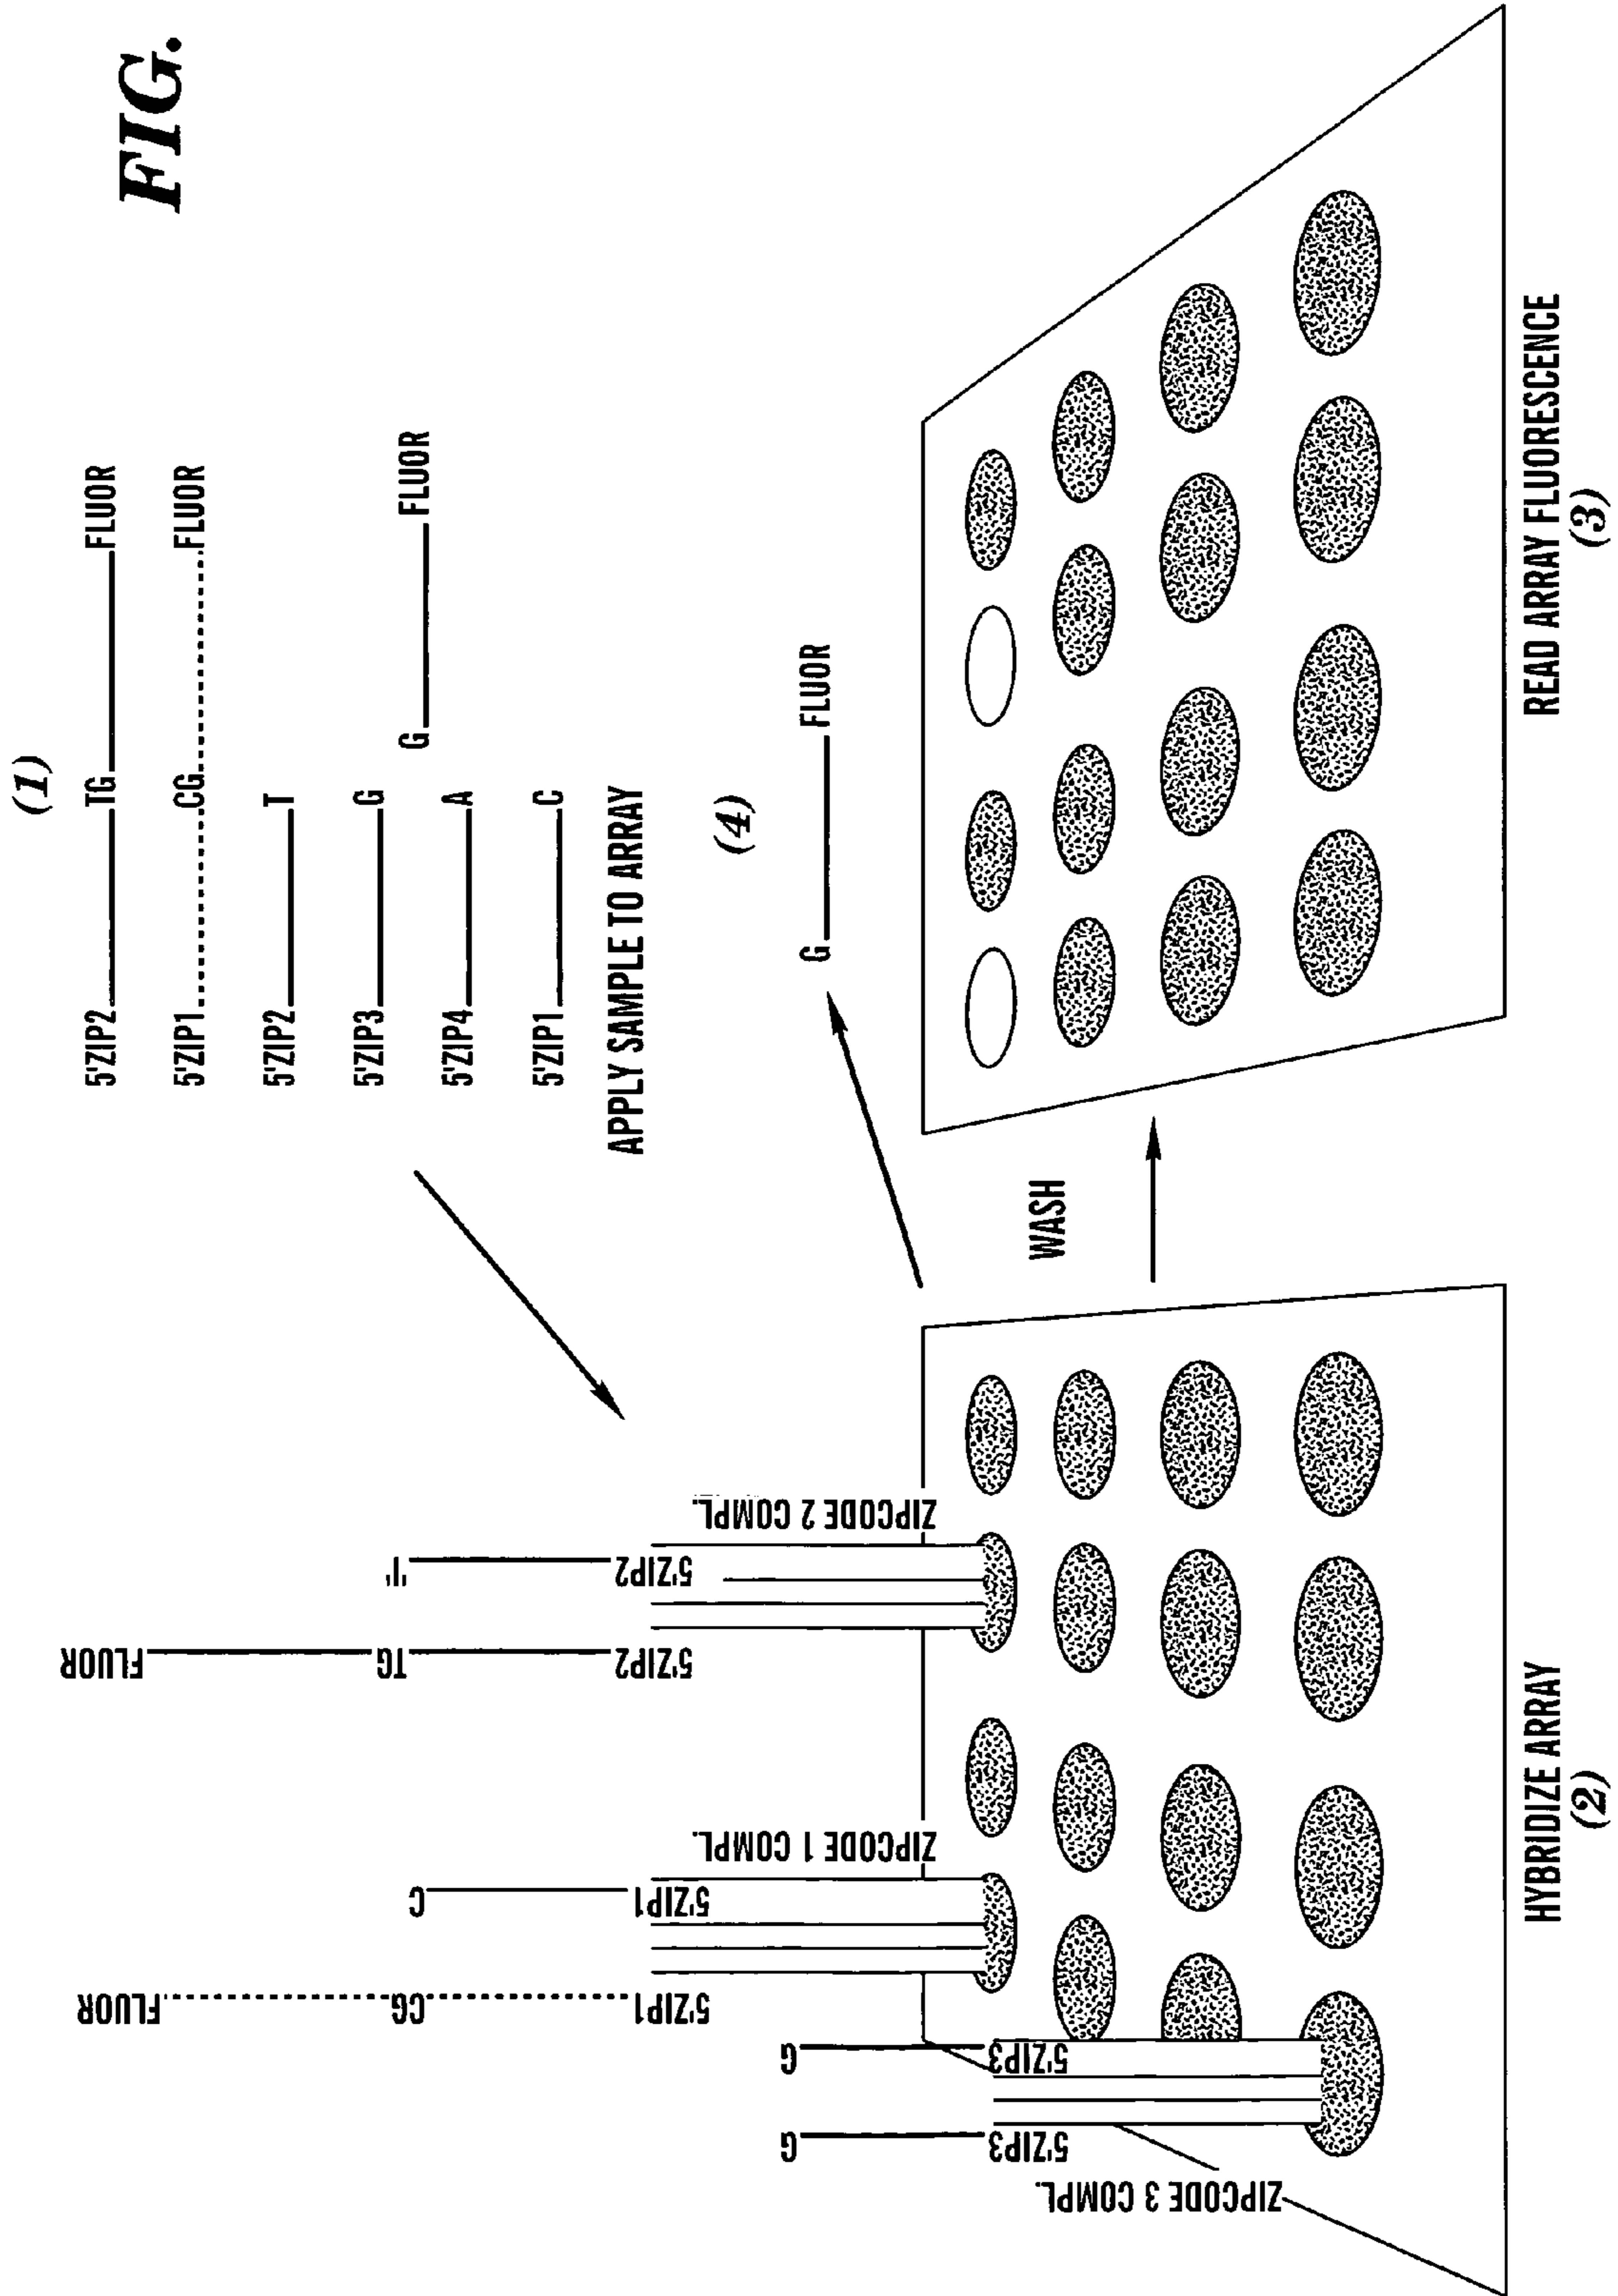 FIG.
(1)
5'ZIP2 TG FLUOR
5'ZIP1 CG FLUOR
5'ZIP2 T
5'ZIP3 G
G FLUOR
5'ZIP4 A
5'ZIP1 C
APPLY SAMPLE TO ARRAY
FLUOR
TG
5'ZIP2
T
5'ZIP2
ZIPCODE 2 COMPL.
FLUOR
CG
5'ZIP1
C
5'ZIP1
ZIPCODE 1 COMPL.
G
5'ZIP3
G
5'ZIP3
ZIPCODE 3 COMPL.
HYBRIDIZE ARRAY
(2)
WASH
(4)
G FLUOR
READ ARRAY FLUORESCENCE
(3)